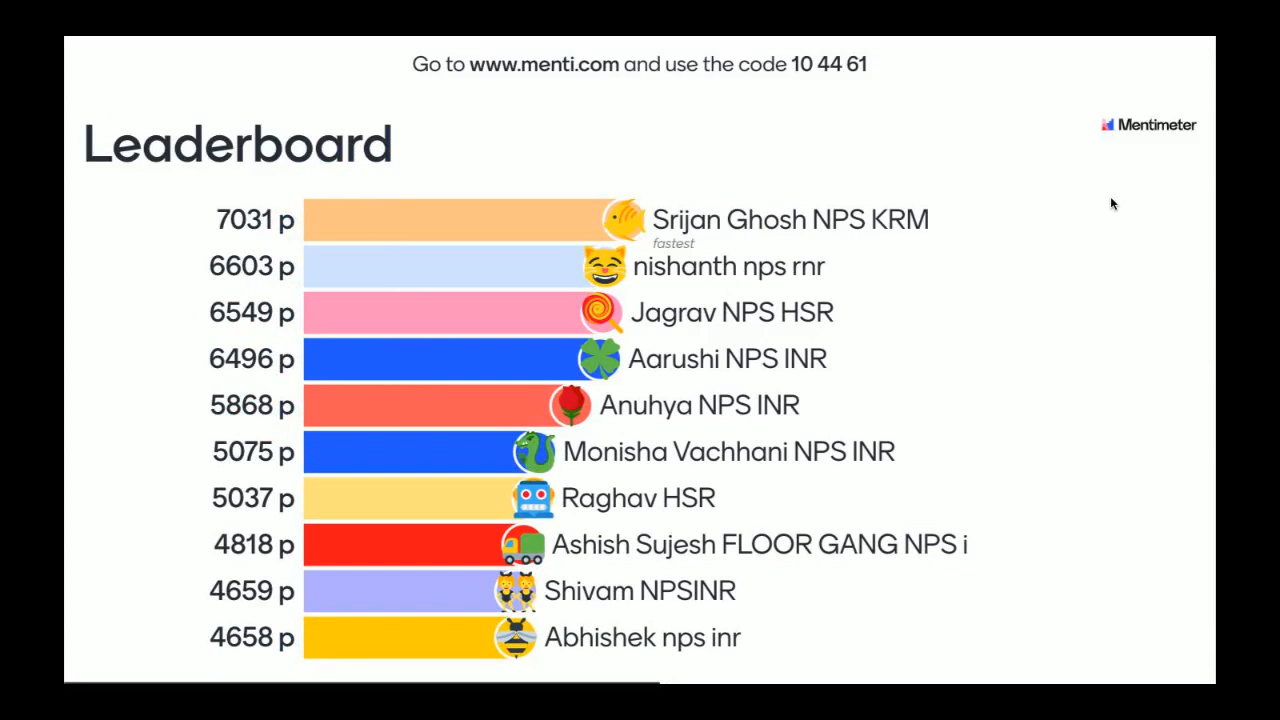 Go to www.menti.com and use the code 10 44 61
Mentimeter
Leaderboard
7031 p Srijan Ghosh NPS KRM
fastest
6603 p nishanth nps rnr
6549 p Jagrav NPS HSR
6496 p Aarushi NPS INR
5868 p Anuhya NPS INR
5075 p Monisha Vachhani NPS INR
5037 p Raghav HSR
4818 p Ashish Sujesh FLOOR GANG NPS i
4659 p Shivam NPSINR
4658 p Abhishek nps inr